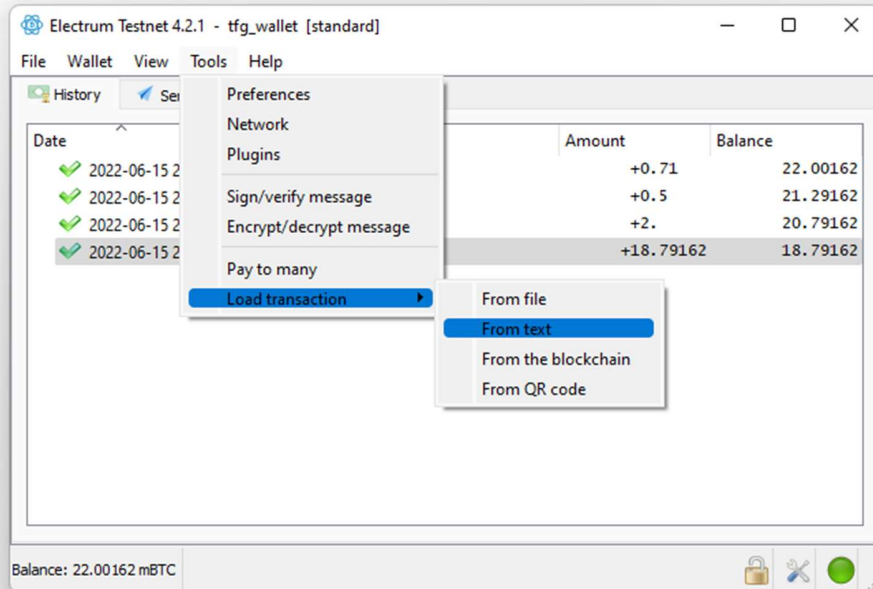 Electrum Testnet 4.2.1 - tfg_wallet [standard]
File Wallet View Tools Help
History
Preferences
Network
Plugins
Sign/verify message
Encrypt/decrypt message
Pay to many
Load transaction
From file
From text
From the blockchain
From QR code
Date Amount Balance
2022-06-15 2 +0.71 22.00162
2022-06-15 2 +0.5 21.29162
2022-06-15 2 +2. 20.79162
2022-06-15 2 +18.79162 18.79162
Balance: 22.00162 mBTC